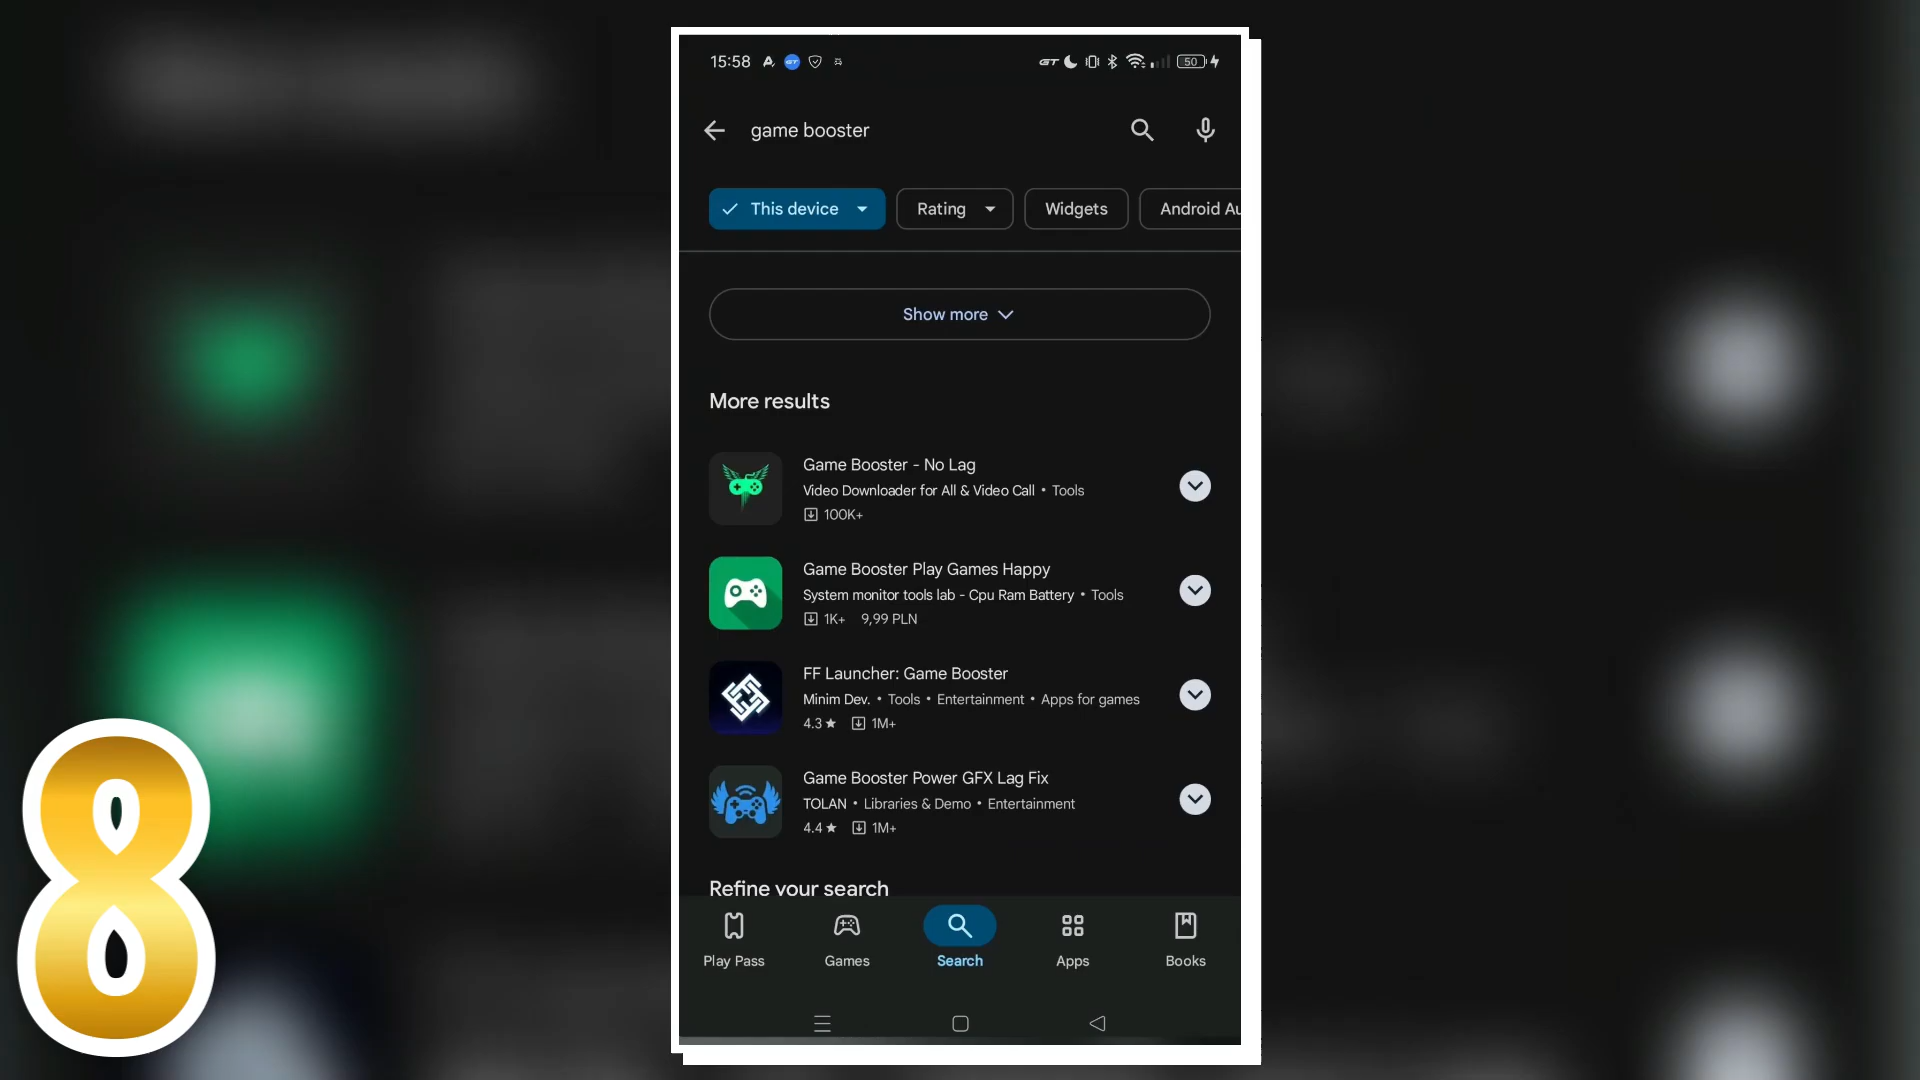 15:58
GT
50
game booster
This device
Rating
Widgets
Android Au
Show more
More results
Game Booster - No Lag
Video Downloader for All & Video Call • Tools
100K+
Game Booster Play Games Happy
System monitor tools lab - Cpu Ram Battery • Tools
1K+ 9,99 PLN
FF Launcher: Game Booster
Minim Dev. • Tools • Entertainment • Apps for games
4.3★ 1M+
Game Booster Power GFX Lag Fix
TOLAN • Libraries & Demo • Entertainment
4.4★ 1M+
Refine your search
Play Pass
Games
Search
Apps
Books
8